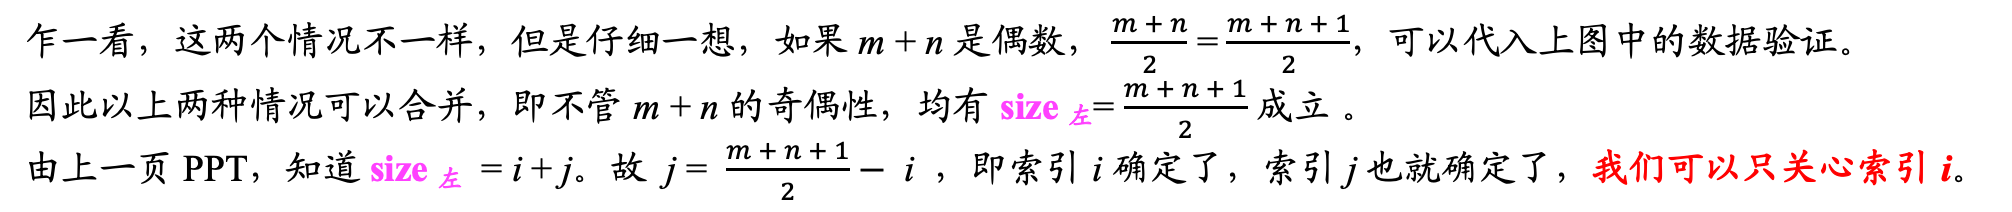 乍一看，这两个情况不一样，但是仔细一想，如果 m + n 是偶数， \frac{m + n}{2} = \frac{m + n + 1}{2}，可以代入上图中的数据验证。
因此以上两种情况可以合并，即不管 m + n 的奇偶性，均有 size 左= \frac{m + n + 1}{2} 成立 。
由上一页 PPT，知道 size 左 = i + j。故 j = \frac{m + n + 1}{2} − i ，即索引 i 确定了，索引 j 也就确定了，我们可以只关心索引 i。